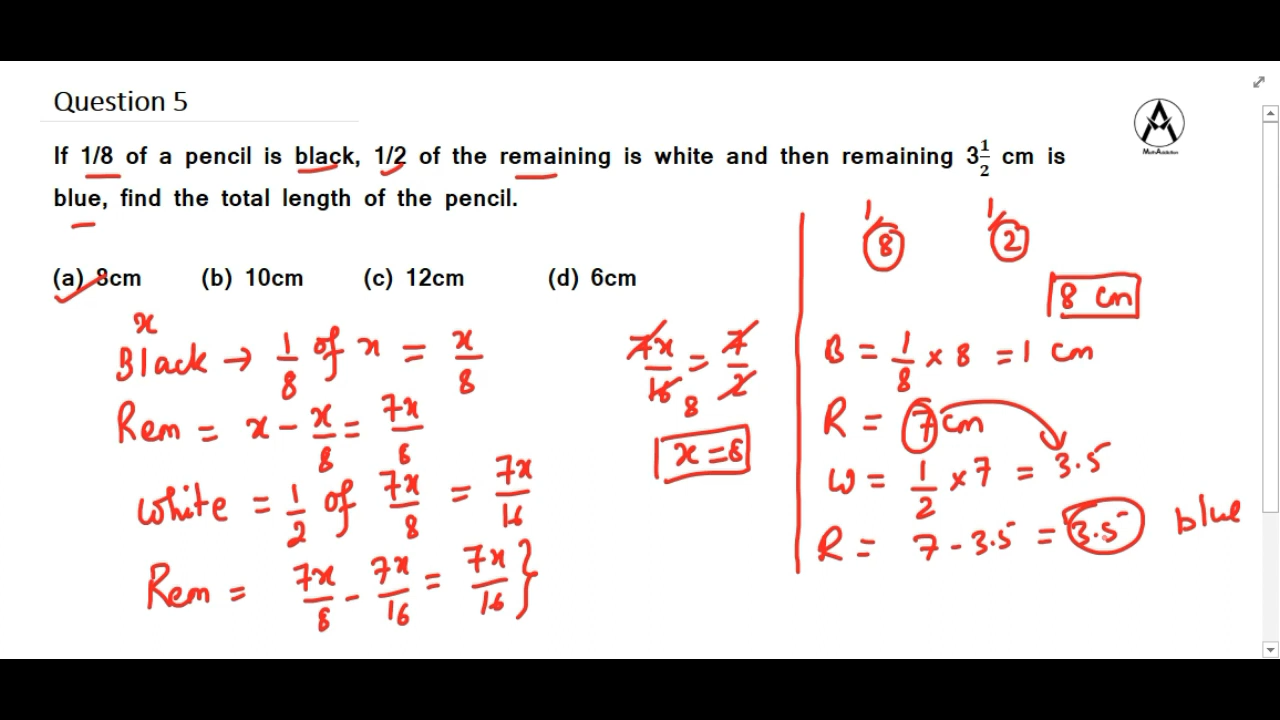 Question 5
If 1/8 of a pencil is black, 1/2 of the remaining is white and then remaining 3 1/2 cm is
blue, find the total length of the pencil.
(a) 8cm (b) 10cm (c) 12cm (d) 6cm
x
Black → 1/8 of x = x/8
Rem = x - x/8 = 7x/8
White = 1/2 of 7x/8 = 7x/16
Rem = 7x/8 - 7x/16 = 7x/16 }
7x/16 = 7/2
8
x = 8
1/8 1/2
8 cm
B = 1/8 × 8 = 1 cm
R = 7 cm
W = 1/2 × 7 = 3.5
R = 7 - 3.5 = 3.5 blue
MathAddiction